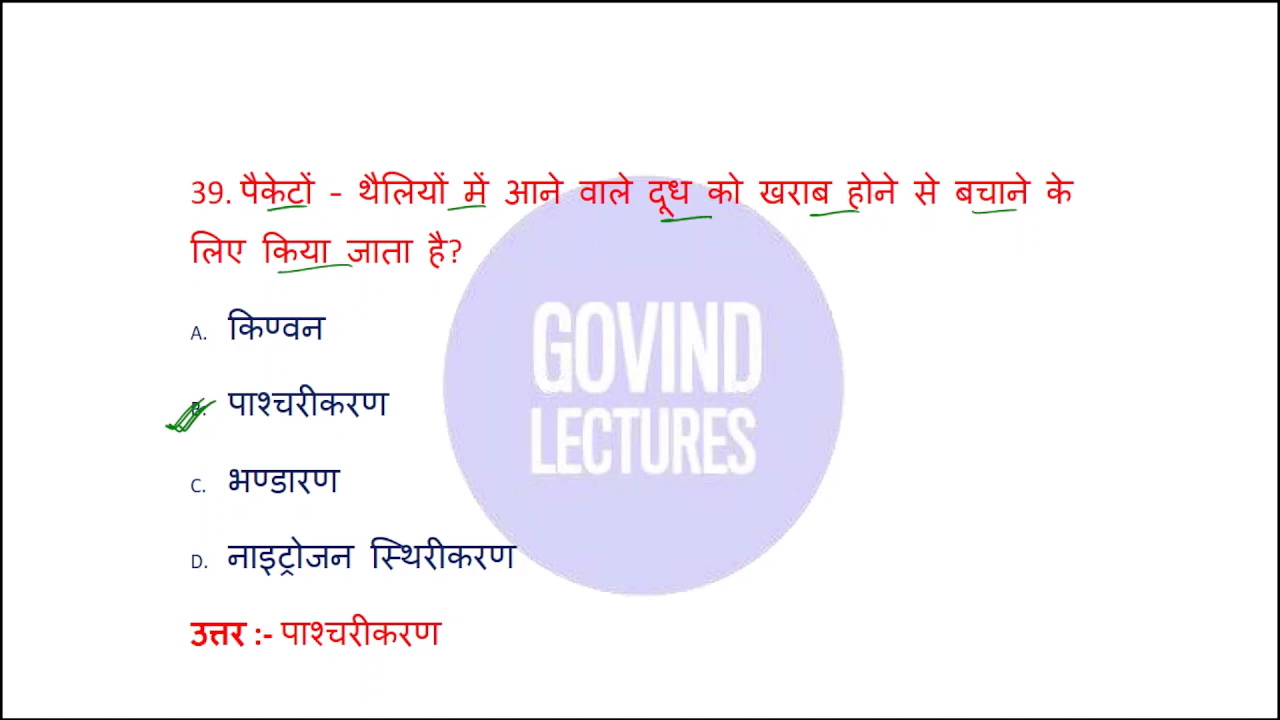 39. पैकेटों - थैलियों में आने वाले दूध को खराब होने से बचाने के
लिए किया जाता है?
A. किण्वन
B. पाश्चरीकरण
C. भण्डारण
D. नाइट्रोजन स्थिरीकरण
उत्तर :- पाश्चरीकरण
GOVIND
LECTURES